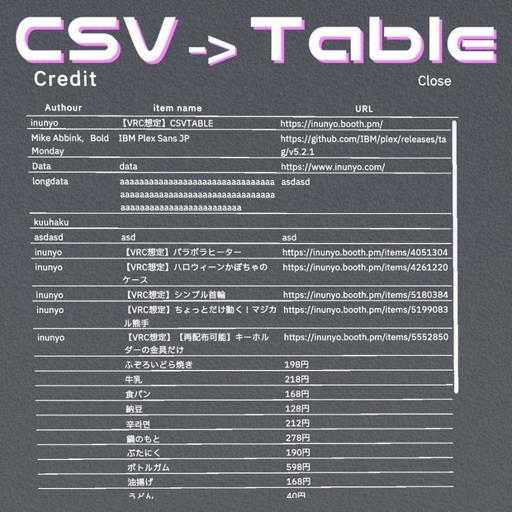 CSV -> Table
Credit
Close
Authour item name URL
inunyo 【VRC想定】CSVTABLE https://inunyo.booth.pm/
Mike Abbink, Bold IBM Plex Sans JP https://github.com/IBM/plex/releases/ta
Monday g/v5.2.1
Data data https://www.inunyo.com/
longdata aaaaaaaaaaaaaaaaaaaaaaaaaaaaaaaaa asdasd
aaaaaaaaaaaaaaaaaaaaaaaaaaaaaaaaa
aaaaaaaaaaaaaaaaaaaaaaaaaa
kuuhaku
asdasd asd asd
inunyo 【VRC想定】パラボラヒーター https://inunyo.booth.pm/items/4051304
inunyo 【VRC想定】ハロウィーンかぼちゃの https://inunyo.booth.pm/items/4261220
ケース
inunyo 【VRC想定】シンプル首輪 https://inunyo.booth.pm/items/5180384
inunyo 【VRC想定】ちょっとだけ動く！マジカ https://inunyo.booth.pm/items/5199083
ル熊手
inunyo 【VRC想定】【再配布可能】キーホル https://inunyo.booth.pm/items/5552850
ダーの金具だけ
ふぞろいどら焼き 198円
牛乳 218円
食パン 168円
納豆 128円
辛라면 212円
鍋のもと 278円
ぶたにく 190円
ボトルガム 598円
油揚げ 168円
うどん 40円